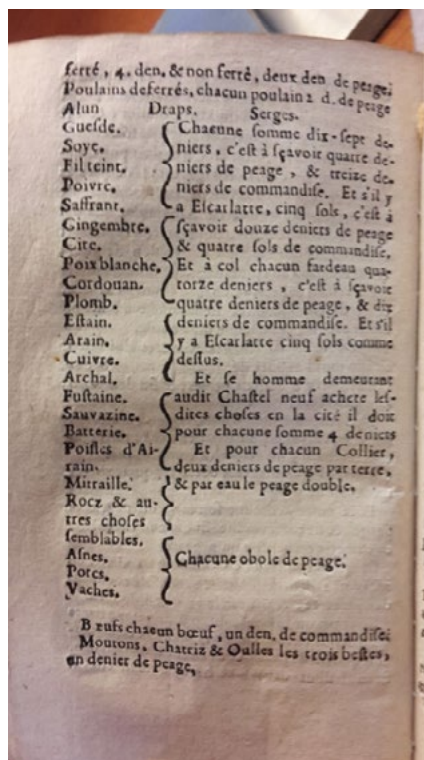 ferré, 4. den. & non ferré, deux den de peage.
Poulains deferrés, chacun poulain 2 d. de peage
Alun Draps. Serges.
Guesde.
Soye.
Filteint.
Poivre.
Saffrant.
Gingembre.
Cire.
Poix blanche.
Cordouan.
Plomb.
Estain.
Arain.
Cuivre.
Archal.
Fustaine.
Sauvazine.
Batterie.
Poisles d'Ai-
rain.
Mitraille.
Rocz & au-
tres choses
semblables.
Asnes.
Porcs.
Vaches.
Chacune somme dix-sept de-
niers, c'est à sçavoir quatre de-
niers de peage, & treize de-
niers de commandise. Et s'il y
a Escarlatte, cinq sols, c'est à
sçavoir douze deniers de peage
& quatre sols de commandise,
Et à col chacun fardeau qua-
torze deniers, c'est à sçavoir
quatre deniers de peage, & dix
deniers de commandise. Et s'il
y a Escarlatte cinq sols comme
dessus.
Et se homme demeurant
audit Chastel neuf achete les-
dites choses en la cité il doit
pour chacune somme 4 deniers
Et pour chacun Collier,
deux deniers de peage par terre,
& par eau le peage double.
Chacune obole de peage.
Bœufs chacun bœuf, un den. de commandise.
Moutons. Chatriz & Oulles les trois bestes,
un denier de peage,